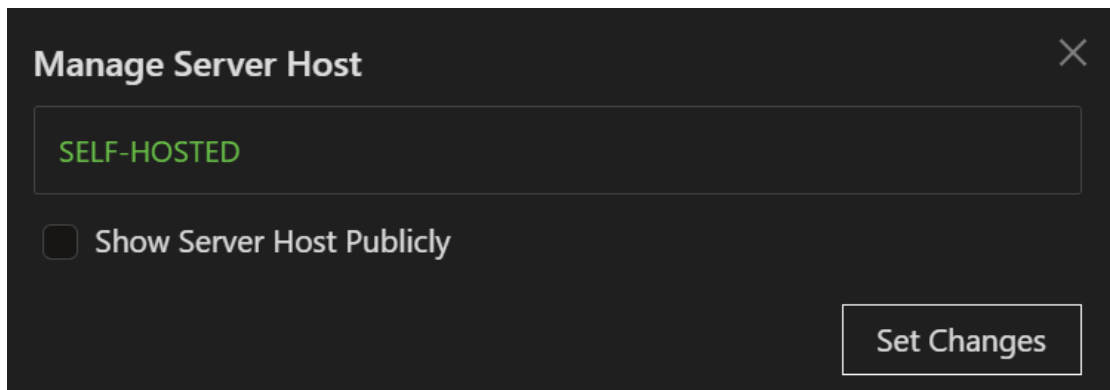 Manage Server Host
SELF-HOSTED
Show Server Host Publicly
Set Changes